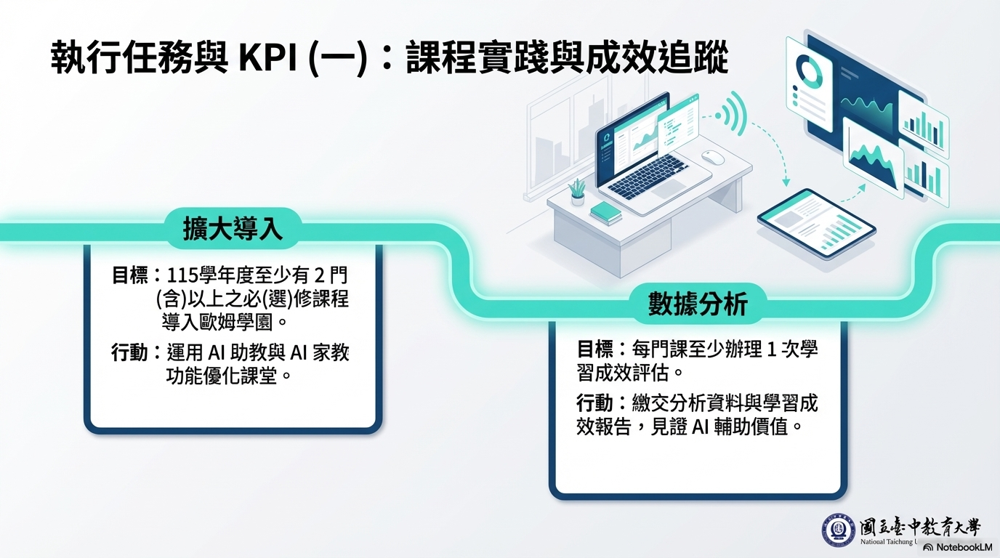 執行任務與 KPI (一)：課程實踐與成效追蹤
擴大導入
目標：115學年度至少有 2 門
(含)以上之必(選)修課程
導入歐姆學園。
行動：運用 AI 助教與 AI 家教
功能優化課堂。
數據分析
目標：每門課至少辦理 1 次學
習成效評估。
行動：繳交分析資料與學習成
效報告，見證 AI 輔助價值。
國立臺中教育大學
National Taichung
NotebookLM